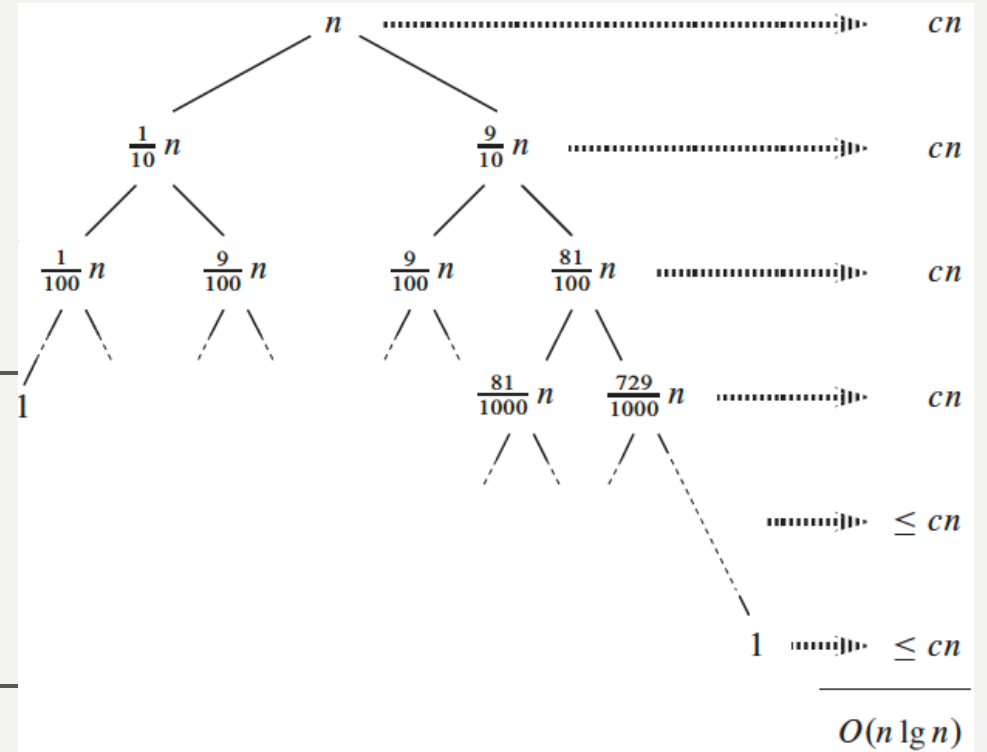 n cn
1/10 n 9/10 n cn
1/100 n 9/100 n 9/100 n 81/100 n cn
81/1000 n 729/1000 n cn
1
≤ cn
1 ≤ cn
O(n lg n)